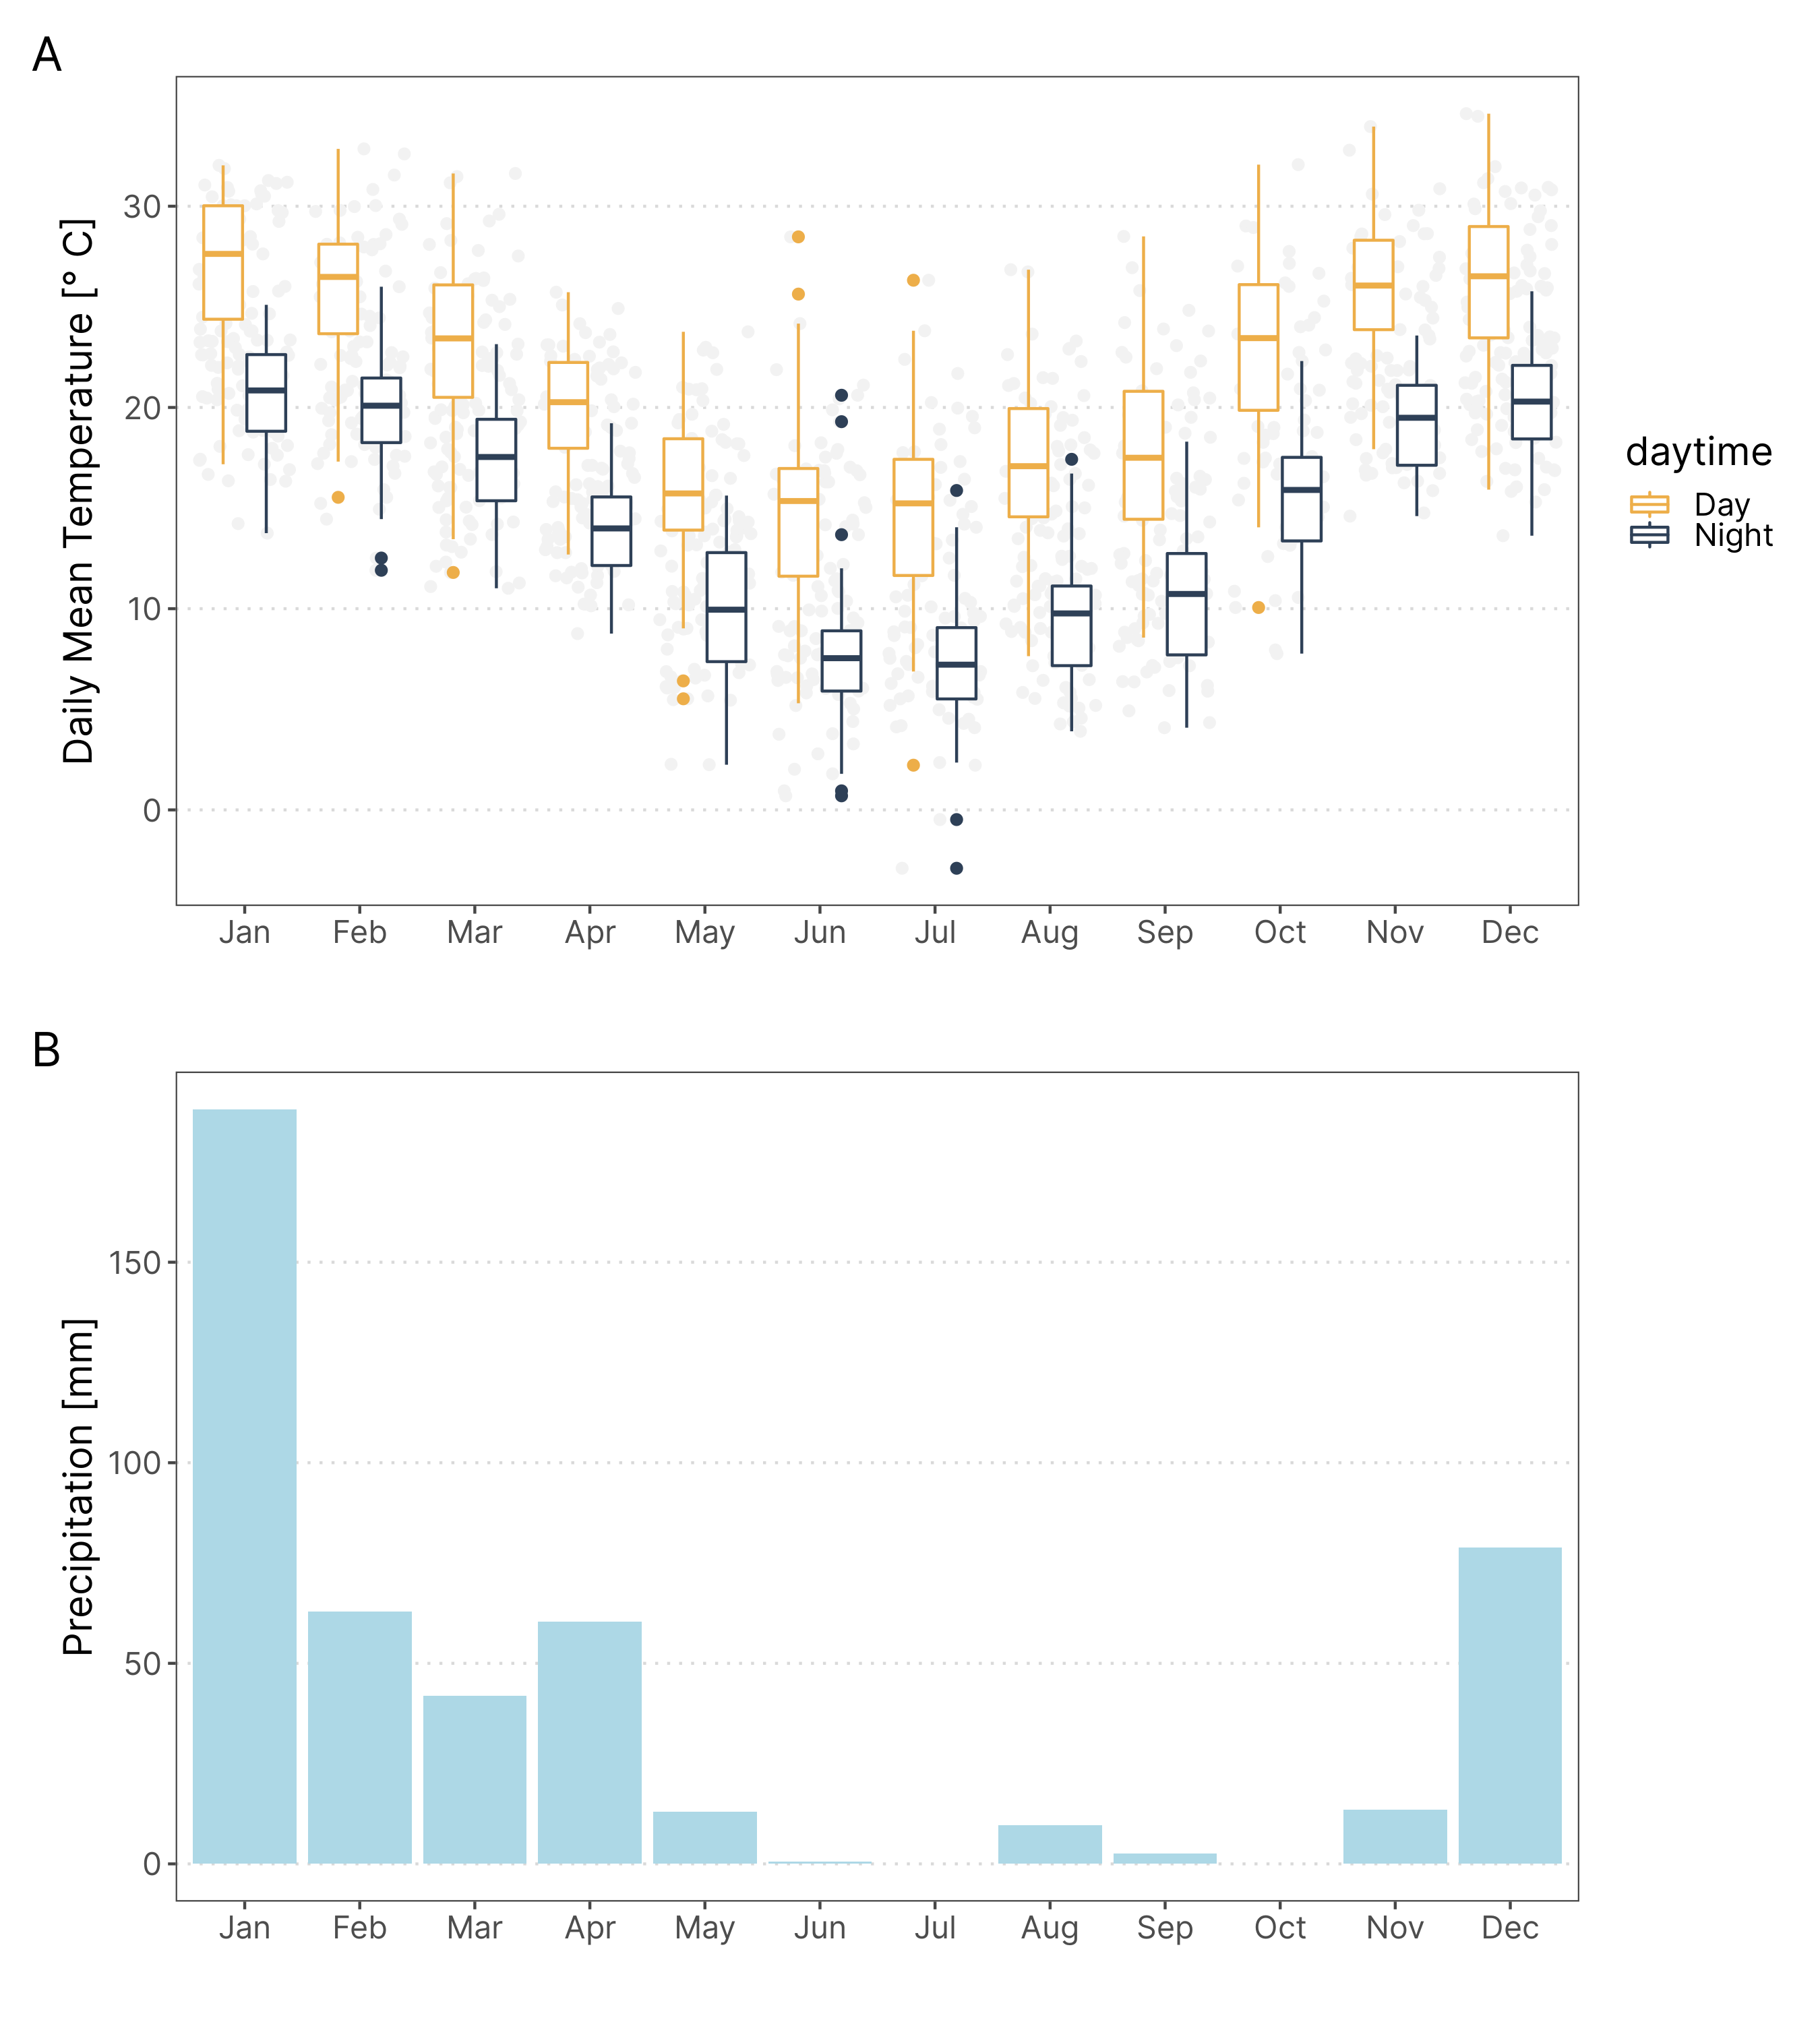 A
Daily Mean Temperature [° C]
30
20
10
0
Jan Feb Mar Apr May Jun Jul Aug Sep Oct Nov Dec
daytime
Day
Night
B
Precipitation [mm]
150
100
50
0
Jan Feb Mar Apr May Jun Jul Aug Sep Oct Nov Dec